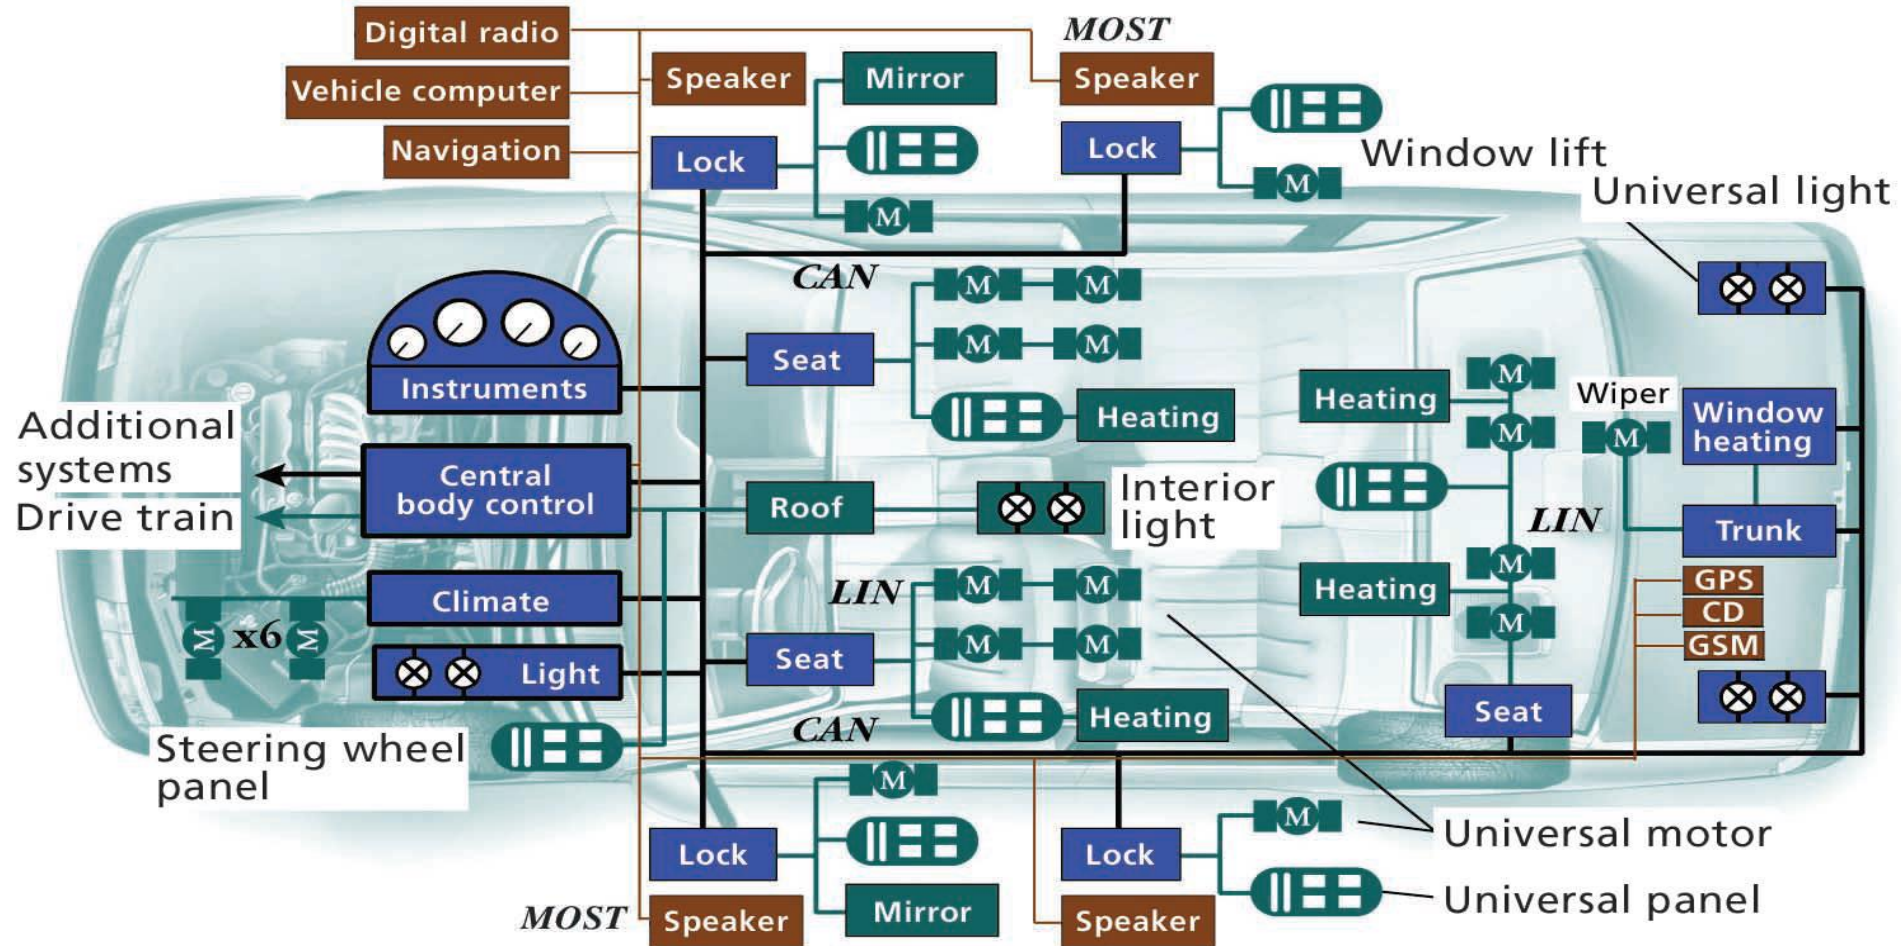 Digital radio
MOST
Vehicle computer
Speaker
Mirror
Speaker
Navigation
Lock
Lock
M
Window lift
M
Universal light
CAN
M
M
Instruments
Seat
M
M
Heating
Heating
M
M
Wiper
M
Window
heating
Additional
systems
Drive train
Central
body control
Roof
Interior
light
LIN
Trunk
Climate
LIN
M
M
Heating
M
M
GPS
CD
GSM
M
x6
M
Light
Seat
M
M
CAN
Heating
Seat
Steering wheel
panel
M
M
Universal motor
Lock
Lock
Universal panel
MOST
Speaker
Mirror
Speaker